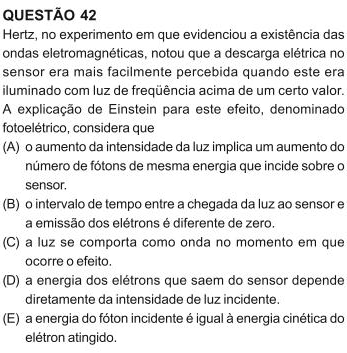 QUESTÃO 42
Hertz, no experimento em que evidenciou a existência das
ondas eletromagnéticas, notou que a descarga elétrica no
sensor era mais facilmente percebida quando este era
iluminado com luz de freqüência acima de um certo valor.
A explicação de Einstein para este efeito, denominado
fotoelétrico, considera que
(A) o aumento da intensidade da luz implica um aumento do
número de fótons de mesma energia que incide sobre o
sensor.
(B) o intervalo de tempo entre a chegada da luz ao sensor e
a emissão dos elétrons é diferente de zero.
(C) a luz se comporta como onda no momento em que
ocorre o efeito.
(D) a energia dos elétrons que saem do sensor depende
diretamente da intensidade de luz incidente.
(E) a energia do fóton incidente é igual à energia cinética do
elétron atingido.